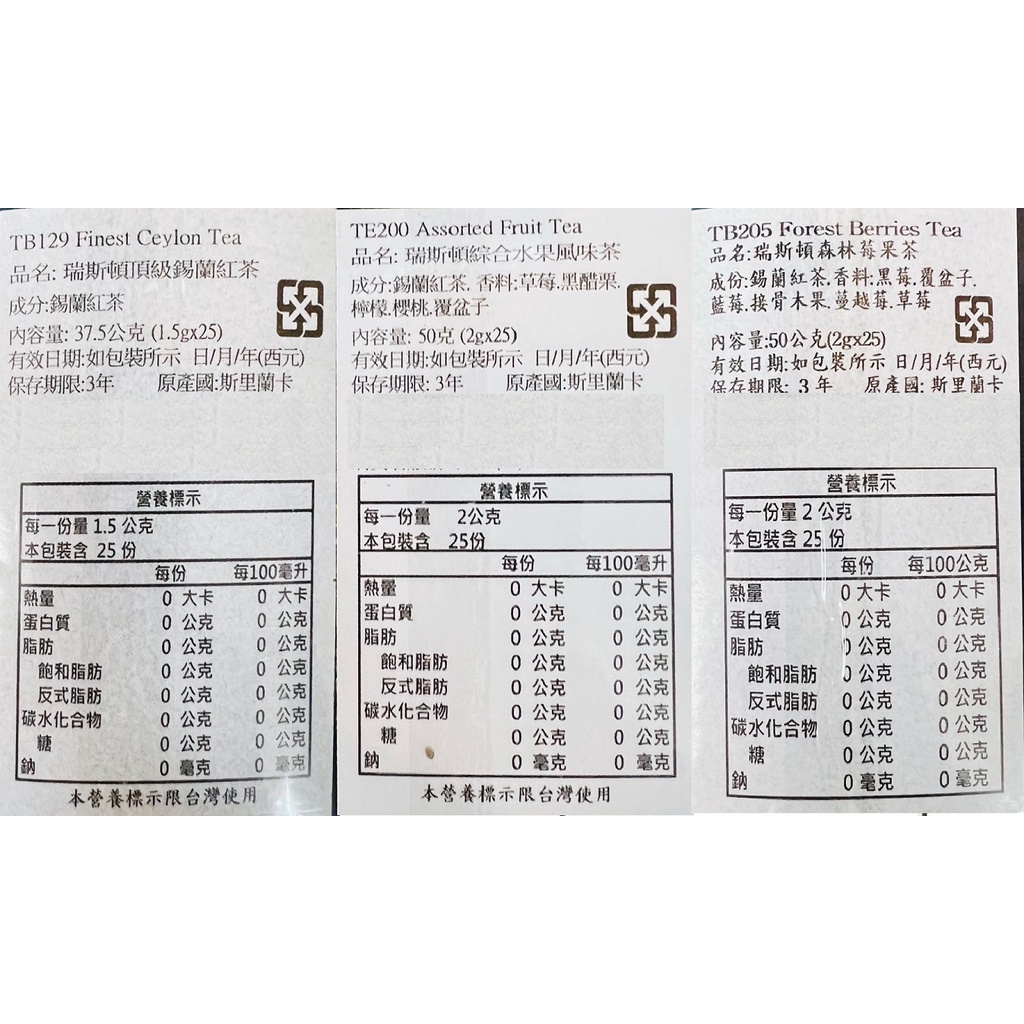 TB129 Finest Ceylon Tea
品名: 瑞斯頓頂級錫蘭紅茶
成分:錫蘭紅茶
內容量: 37.5公克 (1.5gx25)
有效日期:如包裝所示 日/月/年(西元)
保存期限:3年 原產國:斯里蘭卡
營養標示
每一份量 1.5 公克
本包裝含 25 份
每份 每100毫升
熱量 0 大卡 0 大卡
蛋白質 0 公克 0 公克
脂肪 0 公克 0 公克
飽和脂肪 0 公克 0 公克
反式脂肪 0 公克 0 公克
碳水化合物 0 公克 0 公克
糖 0 公克 0 公克
鈉 0 毫克 0 毫克
本營養標示限台灣使用
TE200 Assorted Fruit Tea
品名: 瑞斯頓綜合水果風味茶
成分:錫蘭紅茶. 香料:草莓.黑醋栗.
檸檬.櫻桃.覆盆子
內容量: 50克 (2gx25)
有效日期:如包裝所示 日/月/年(西元)
保存期限: 3年 原產國:斯里蘭卡
營養標示
每一份量 2公克
本包裝含 25份
每份 每100毫升
熱量 0 大卡 0 大卡
蛋白質 0 公克 0 公克
脂肪 0 公克 0 公克
飽和脂肪 0 公克 0 公克
反式脂肪 0 公克 0 公克
碳水化合物 0 公克 0 公克
糖 0 公克 0 公克
鈉 0 毫克 0 毫克
本營養標示限台灣使用
TB205 Forest Berries Tea
品名:瑞斯頓森林莓果茶
成份:錫蘭紅茶.香料:黑莓.覆盆子.
藍莓.接骨木果.蔓越莓.草莓
內容量:50公克(2gx25)
有效日期:如包裝所示 日/月/年(西元)
保存期限: 3 年 原產國: 斯里蘭卡
營養標示
每一份量 2 公克
本包裝含 25 份
每份 每100公克
熱量 0 大卡 0 大卡
蛋白質 0 公克 0 公克
脂肪 0 公克 0 公克
飽和脂肪 0 公克 0 公克
反式脂肪 0 公克 0 公克
碳水化合物 0 公克 0 公克
糖 0 公克 0 公克
鈉 0 毫克 0 毫克